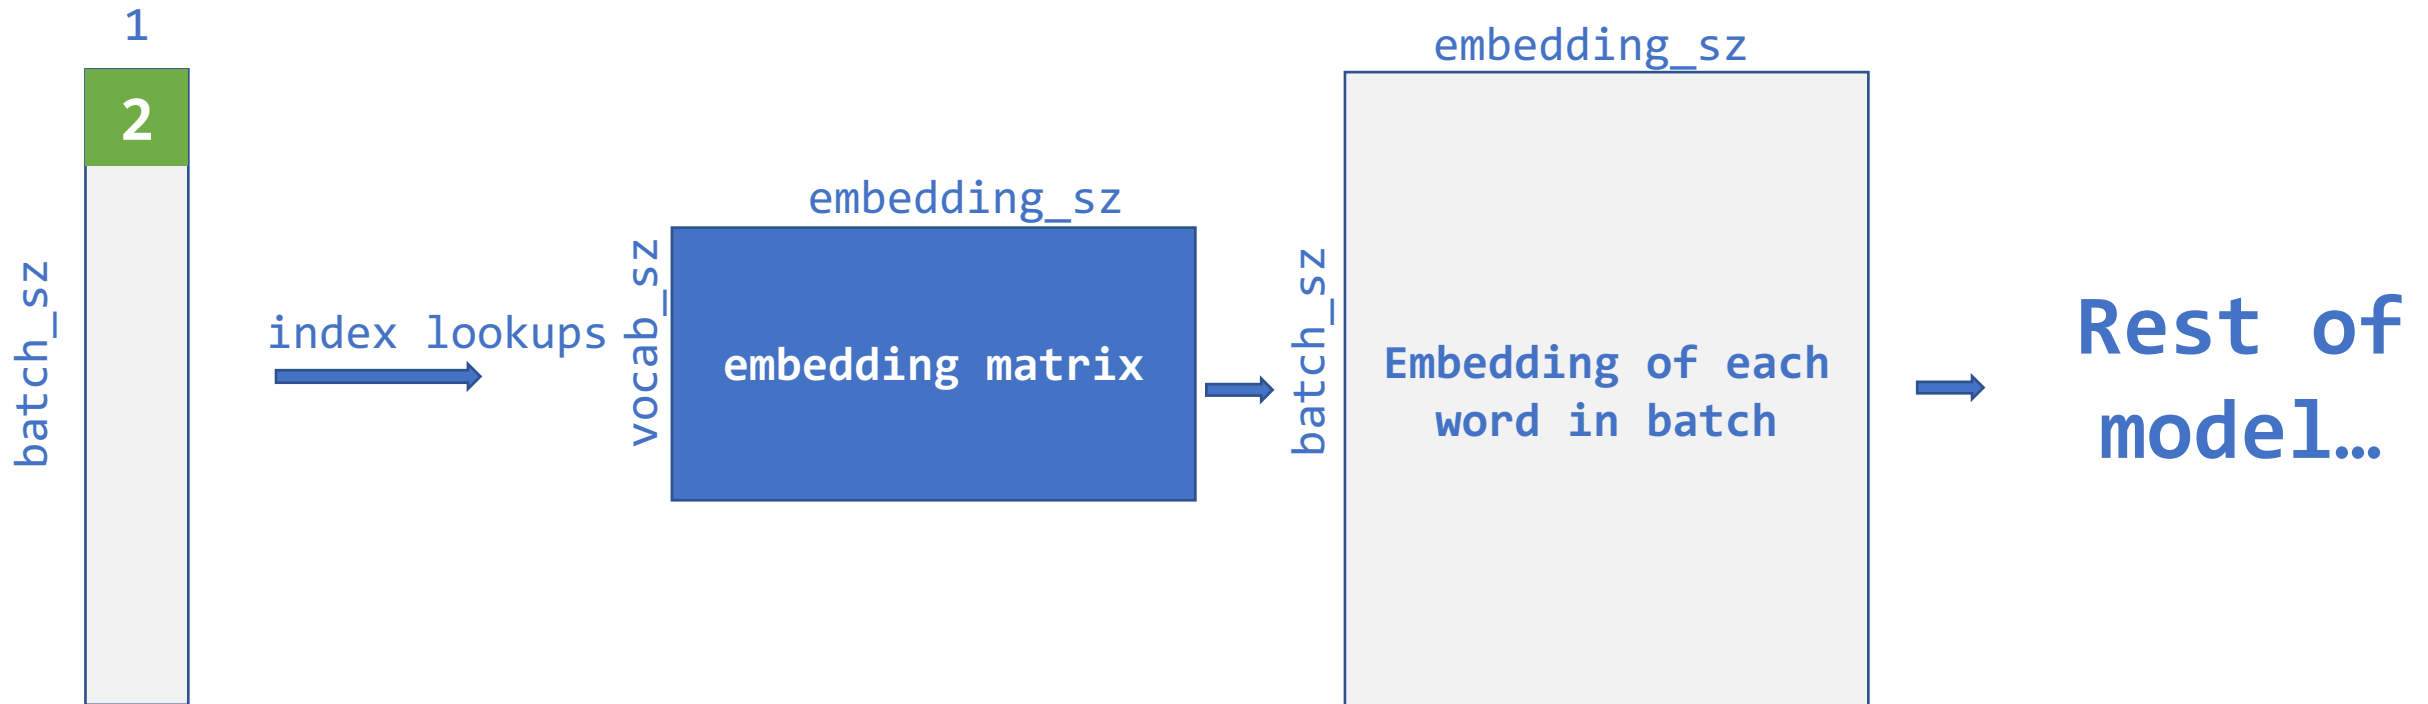 1
2
batch_sz
index lookups
vocab_sz
embedding_sz
embedding matrix
batch_sz
embedding_sz
Embedding of each
word in batch
Rest of
model…